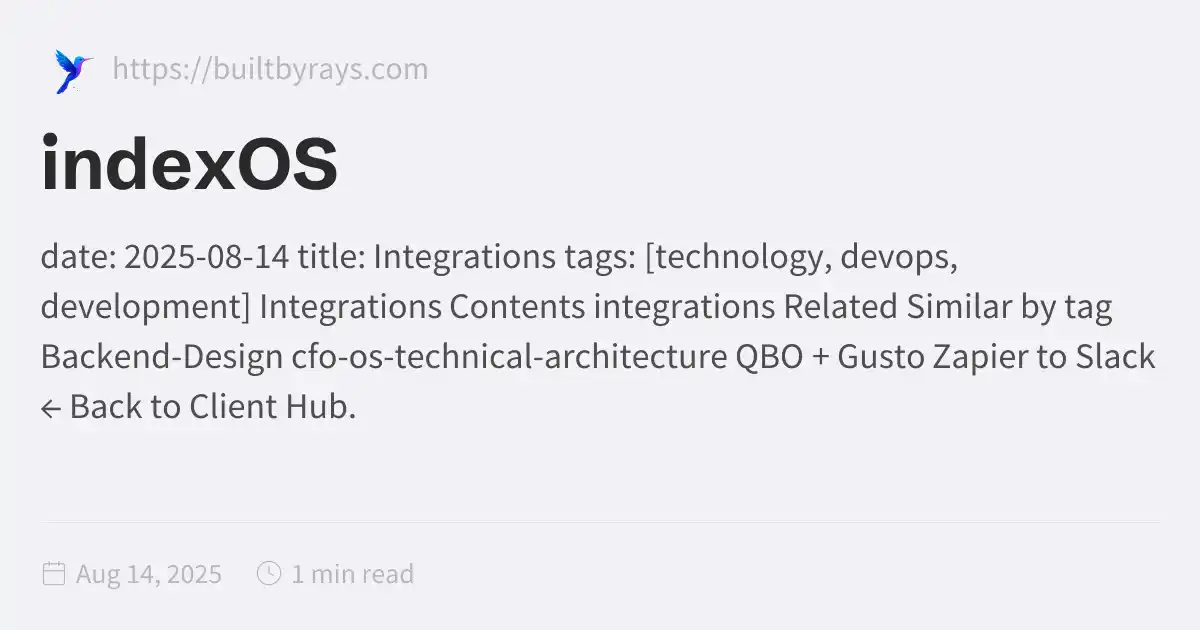 https://builtbyrays.com
indexOS
date: 2025-08-14 title: Integrations tags: [technology, devops,
development] Integrations Contents integrations Related Similar by tag
Backend-Design cfo-os-technical-architecture QBO + Gusto Zapier to Slack
← Back to Client Hub.
Aug 14, 2025 1 min read